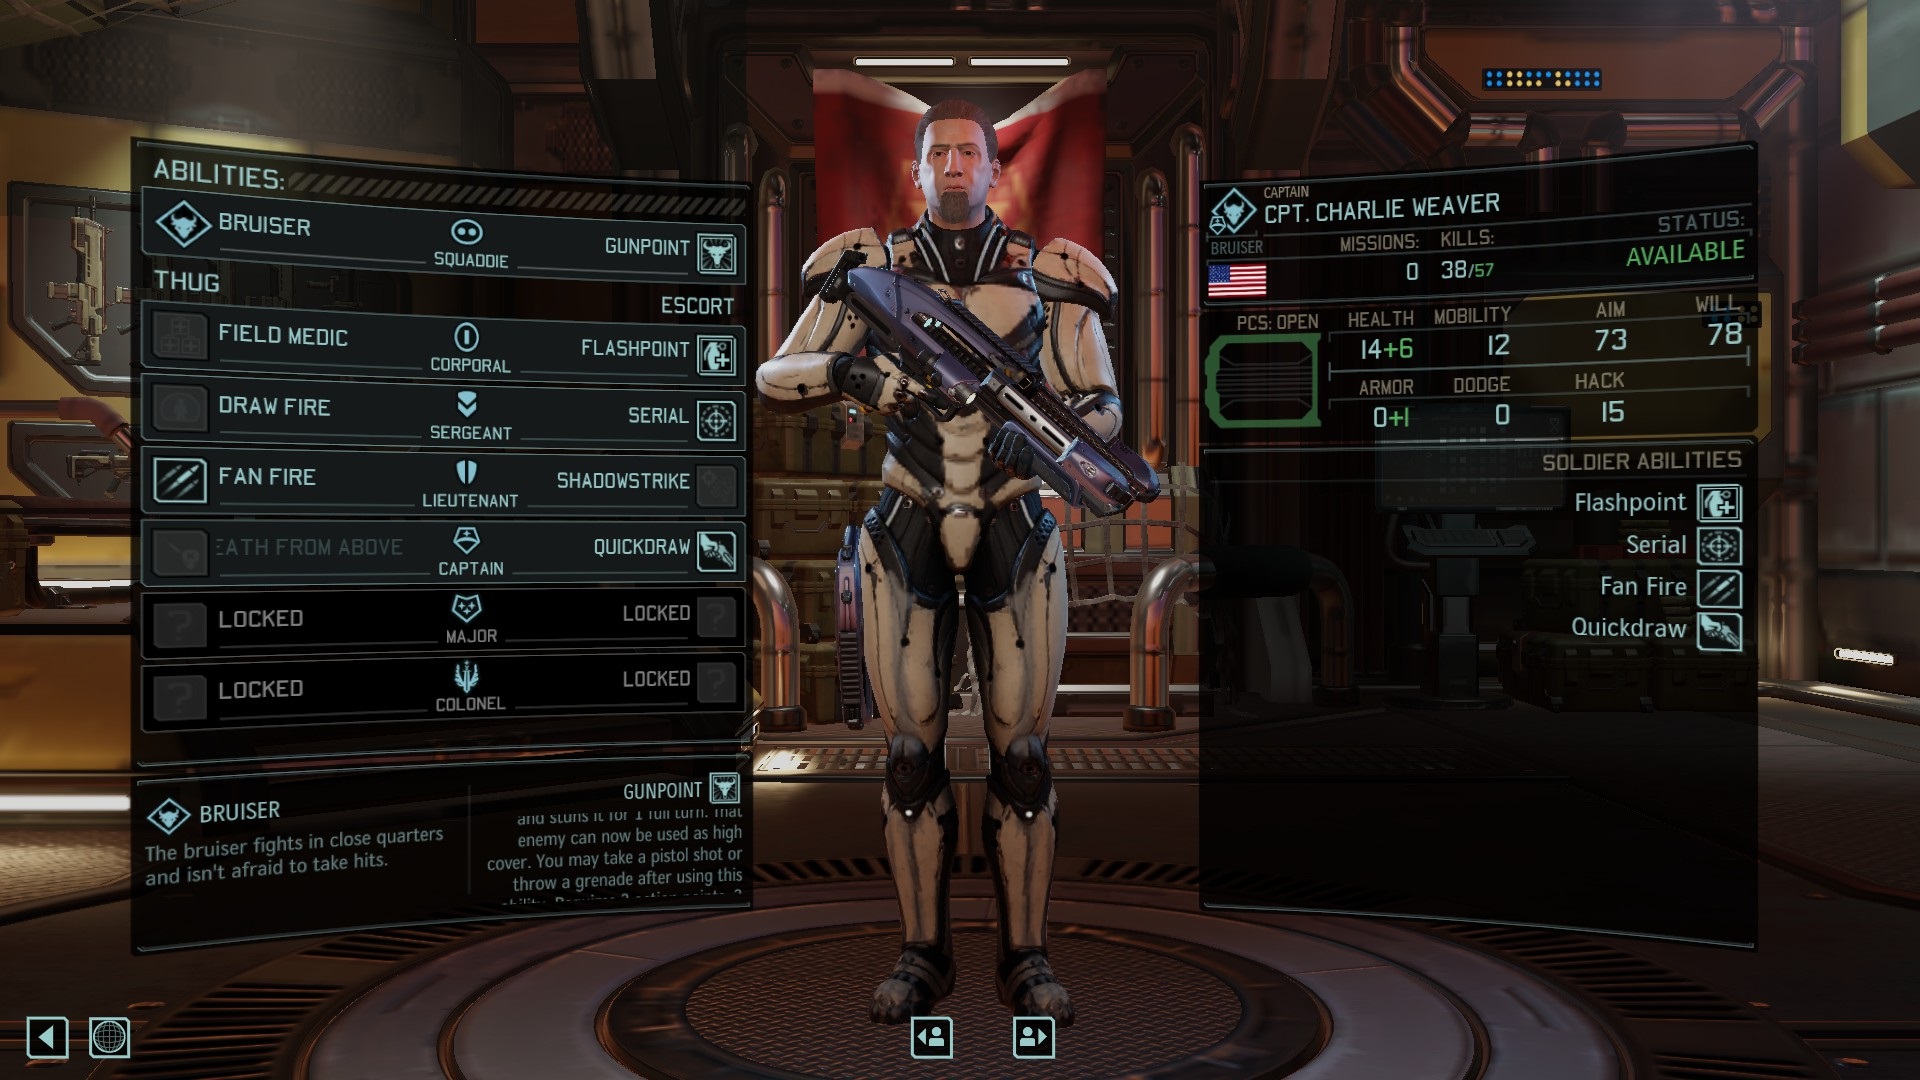 ABILITIES:
BRUISER
SQUADDIE
GUNPOINT
THUG
ESCORT
FIELD MEDIC
CORPORAL
FLASHPOINT
DRAW FIRE
SERGEANT
SERIAL
FAN FIRE
LIEUTENANT
SHADOWSTRIKE
EATH FROM ABOVE
CAPTAIN
QUICKDRAW
LOCKED
MAJOR
LOCKED
LOCKED
COLONEL
LOCKED
BRUISER
The bruiser fights in close quarters
and isn't afraid to take hits.
GUNPOINT
and stuns it for 1 full turn. That
enemy can now be used as high
cover. You may take a pistol shot or
throw a grenade after using this
CAPTAIN
CPT. CHARLIE WEAVER
BRUISER
MISSIONS: KILLS:
0 38/57
STATUS:
AVAILABLE
PCS: OPEN
HEALTH MOBILITY AIM WILL
14+6 12 73 78
ARMOR DODGE HACK
0+1 0 15
SOLDIER ABILITIES
Flashpoint
Serial
Fan Fire
Quickdraw